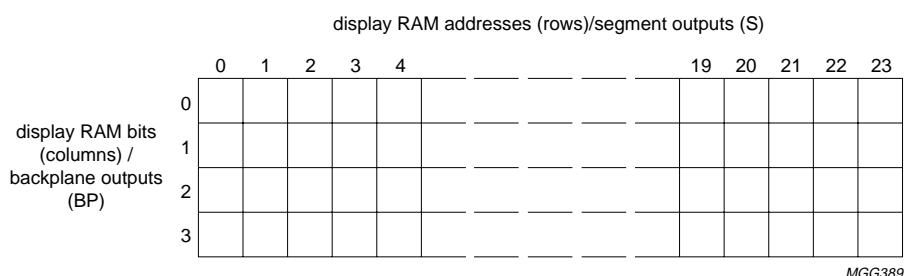 display RAM addresses (rows)/segment outputs (S)
0 1 2 3 4 19 20 21 22 23
0
display RAM bits
(columns) /
backplane outputs
(BP)
1
2
3
MGG389